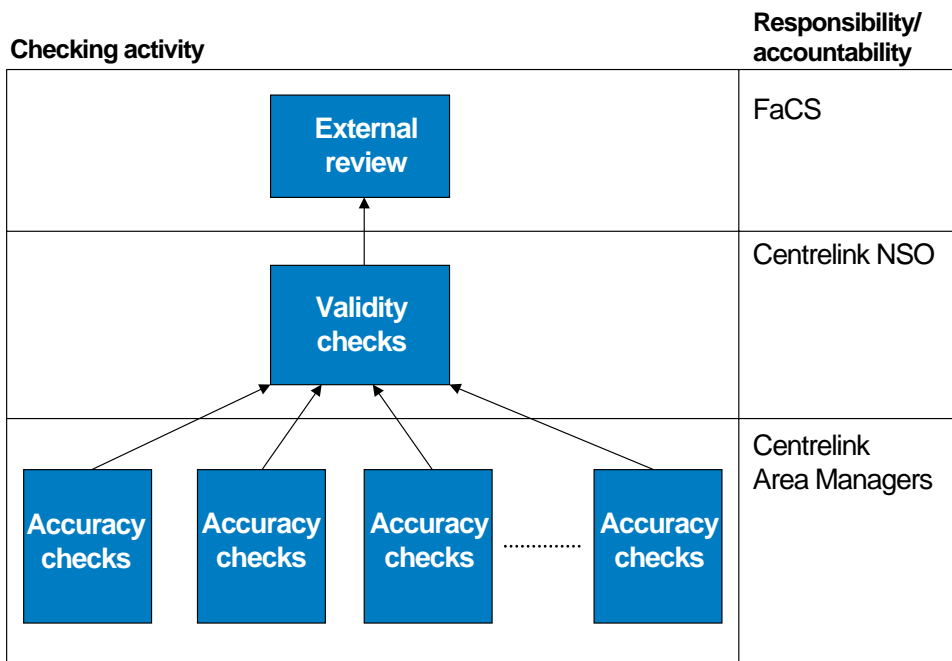 Checking activity
Responsibility/
accountability
External
review
FaCS
Validity
checks
Centrelink NSO
Accuracy
checks
Accuracy
checks
Accuracy
checks
Accuracy
checks
Centrelink
Area Managers